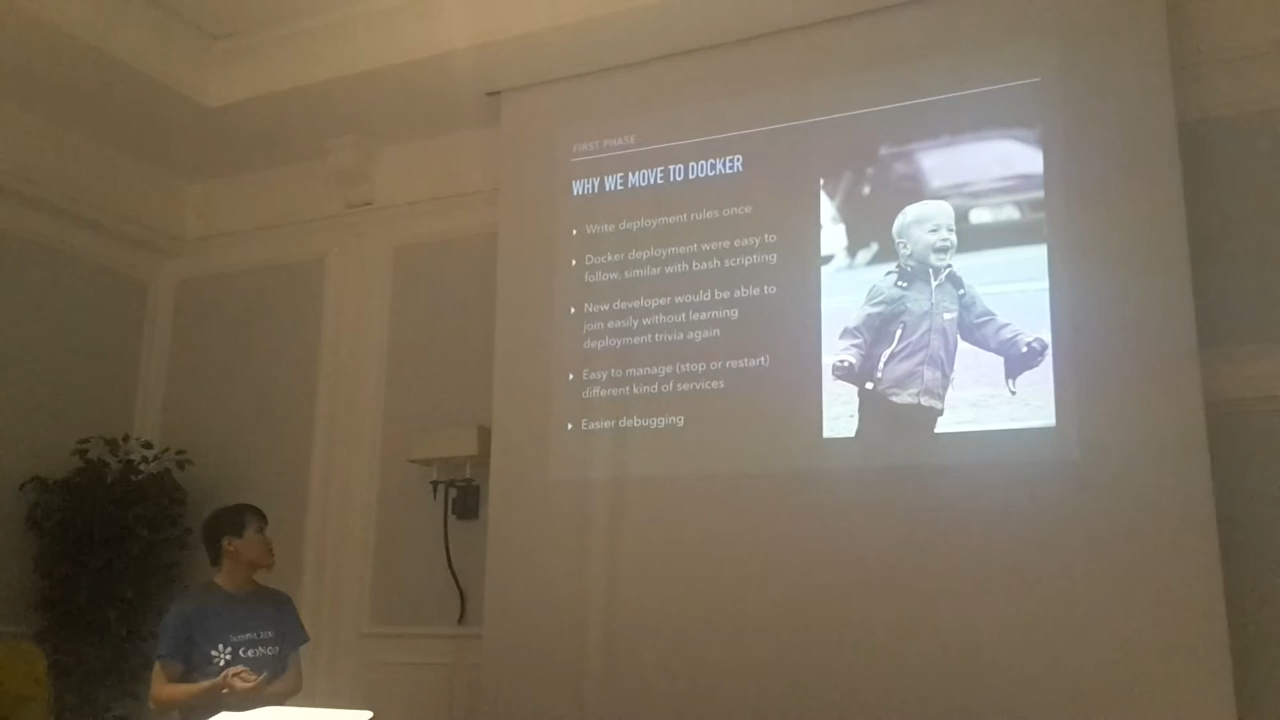 FIRST PHASE
WHY WE MOVE TO DOCKER
Write deployment rules once
Docker deployment were easy to
follow, similar with bash scripting
New developer would be able to
join easily without learning
deployment trivia again
Easy to manage (stop or restart)
different kind of services
Easier debugging
Summit
GeoNode